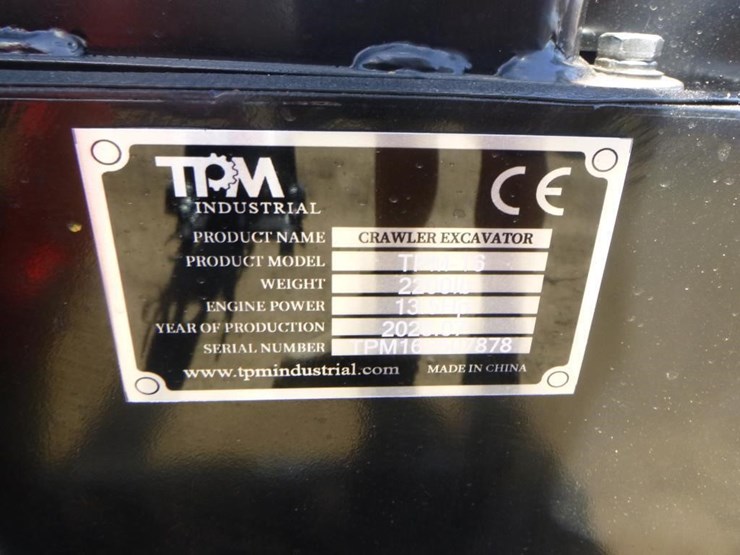 TPM
INDUSTRIAL
CE
PRODUCT NAME CRAWLER EXCAVATOR
PRODUCT MODEL
WEIGHT
ENGINE POWER
YEAR OF PRODUCTION
SERIAL NUMBER
www.tpmindustrial.com MADE IN CHINA